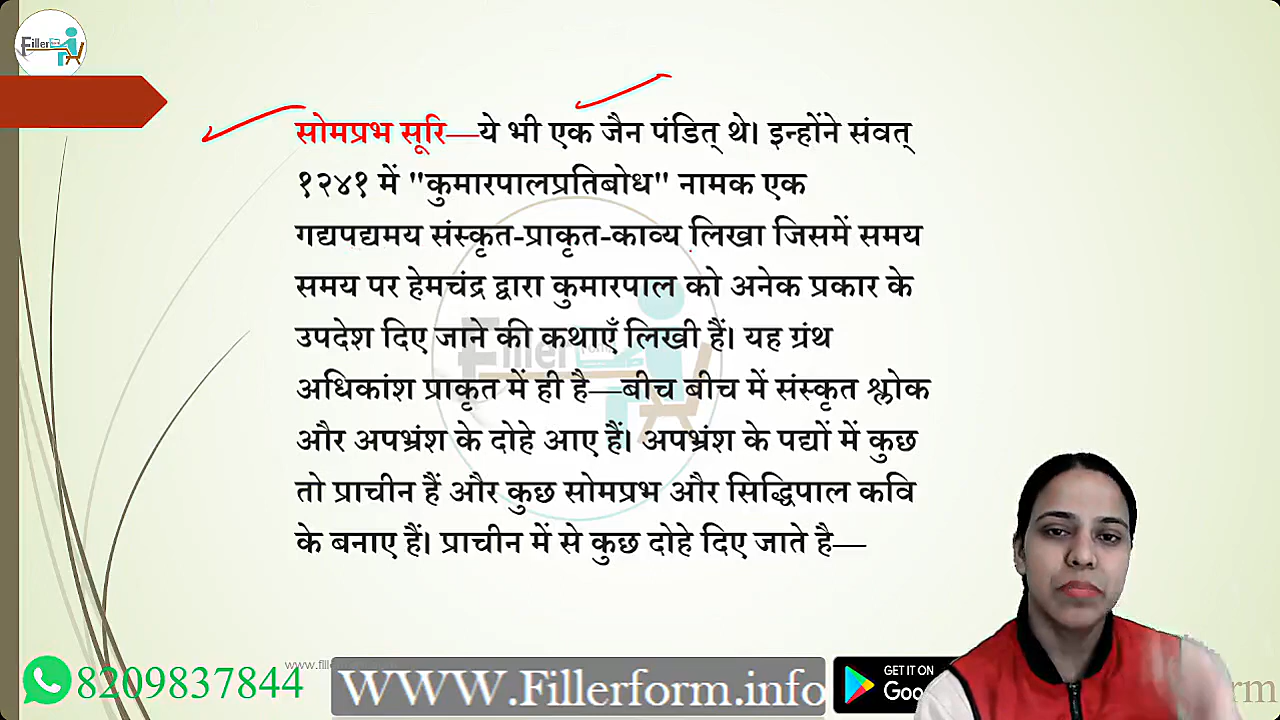 Fillerform
सोमप्रभ सूरि—ये भी एक जैन पंडित् थे। इन्होंने संवत्
१२४१ में "कुमारपालप्रतिबोध" नामक एक
गद्यपद्यमय संस्कृत-प्राकृत-काव्य लिखा जिसमें समय
समय पर हेमचंद्र द्वारा कुमारपाल को अनेक प्रकार के
उपदेश दिए जाने की कथाएँ लिखी हैं। यह ग्रंथ
अधिकांश प्राकृत में ही है—बीच बीच में संस्कृत श्लोक
और अपभ्रंश के दोहे आए हैं। अपभ्रंश के पद्यों में कुछ
तो प्राचीन हैं और कुछ सोमप्रभ और सिद्धिपाल कवि
के बनाए हैं। प्राचीन में से कुछ दोहे दिए जाते है—
8209837844
WWW.Fillerform.info
GET IT ON